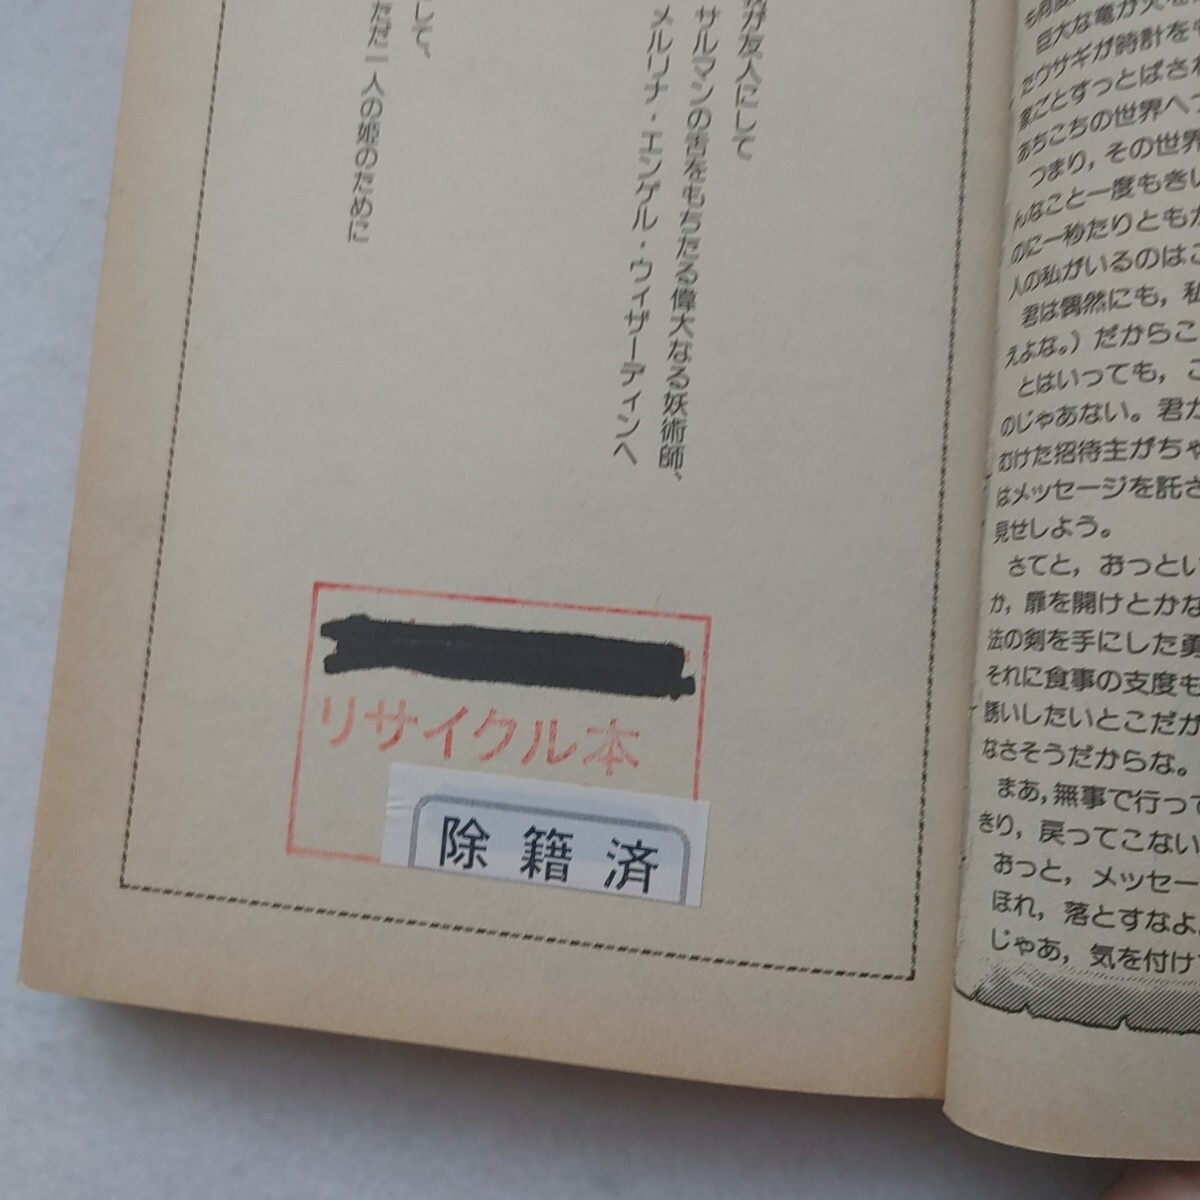 が友人にして
サルマンの舌をもちたる偉大なる妖術師、
メルリナ・エンゲル・ウィザーディンへ
して、
ただ一人の姫のために
リサイクル本
除籍済
巨大な竜が火を
たウサギが時計をも
家ごとすっとばされ
あちこちの世界へつ
つまり，その世界
んなこと一度もきい
のに一秒たりともか
人の私がいるのはこ
君は偶然にも，私
えよな。）だからこ
とはいっても，こ
のじゃあない。君が
むけた招待主がちゃ
はメッセージを託さ
見せしよう。
さてと，おっとい
か，扉を開けとかな
法の剣を手にした勇
それに食事の支度も
誘いしたいとこだが
なさそうだからな。
まあ，無事で行って
きり，戻ってこない
おっと，メッセー
ほれ，落とすなよ
じゃあ，気を付けて